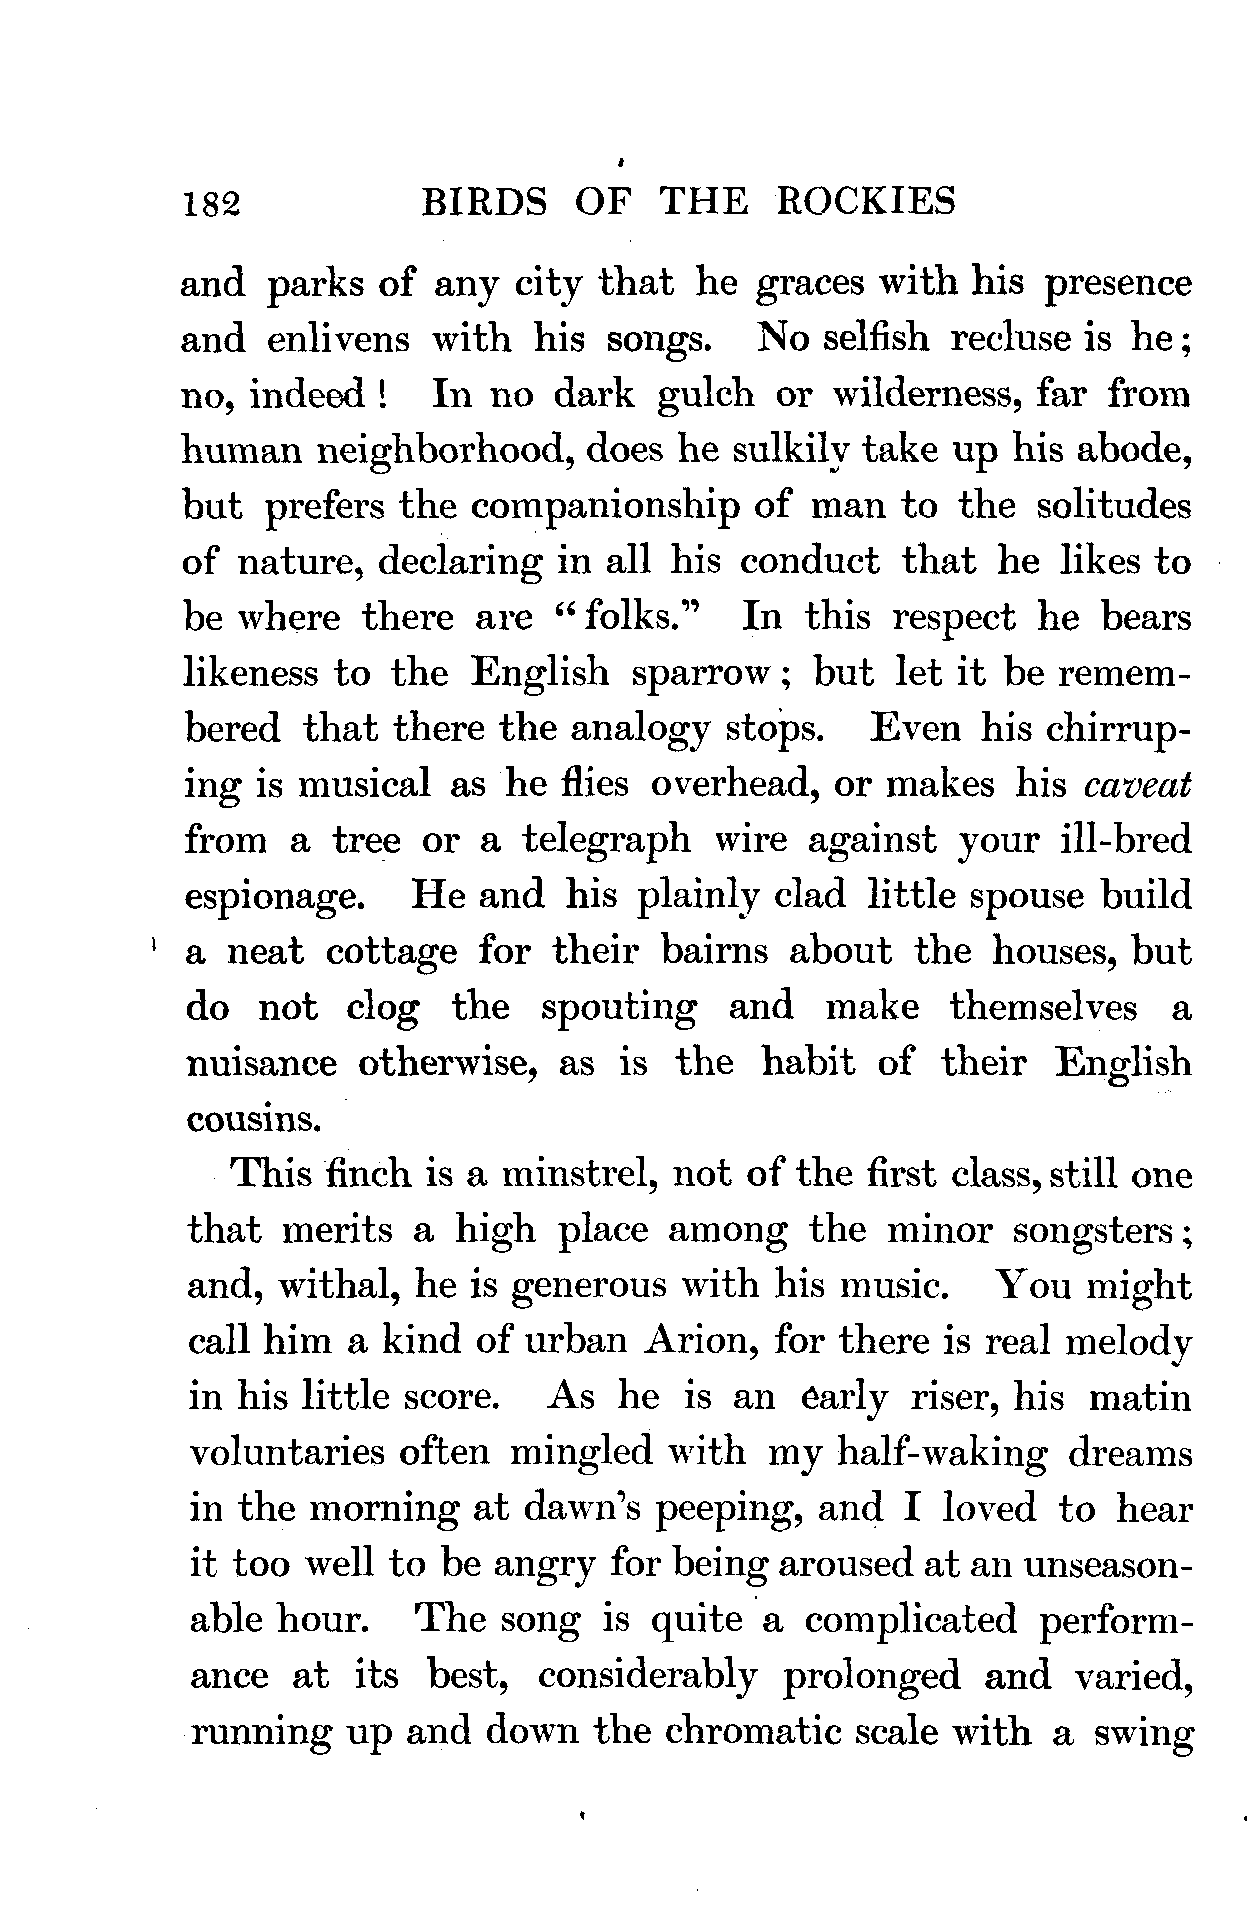 182 BIRDS OF THE ROCKIES
and parks of any city that he graces with his presence
and enlivens with his songs. No selfish recluse is he;
no, indeed! In no dark gulch or wilderness, far from
human neighborhood, does he sulkily take up his abode,
but prefers the companionship of man to the solitudes
of nature, declaring in all his conduct that he likes to
be where there are “folks.” In this respect he bears
likeness to the English sparrow; but let it be remem-
bered that there the analogy stops. Even his chirrup-
ing is musical as he flies overhead, or makes his caveat
from a tree or a telegraph wire against your ill-bred
espionage. He and his plainly clad little spouse build
a neat cottage for their bairns about the houses, but
do not clog the spouting and make themselves a
nuisance otherwise, as is the habit of their English
cousins.
This finch is a minstrel, not of the first class, still one
that merits a high place among the minor songsters;
and, withal, he is generous with his music. You might
call him a kind of urban Arion, for there is real melody
in his little score. As he is an early riser, his matin
voluntaries often mingled with my half-waking dreams
in the morning at dawn’s peeping, and I loved to hear
it too well to be angry for being aroused at an unseason-
able hour. The song is quite a complicated perform-
ance at its best, considerably prolonged and varied,
running up and down the chromatic scale with a swing